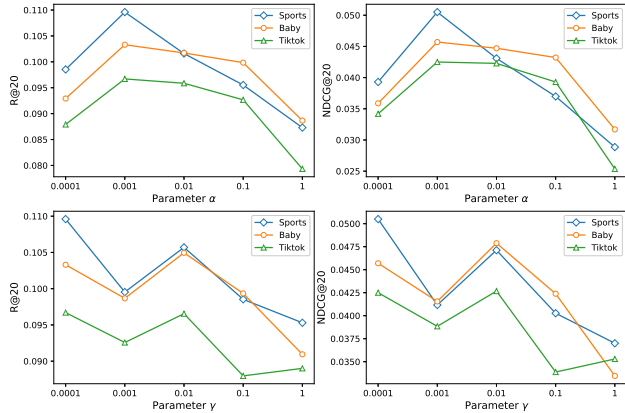 0.110
0.105
0.100
0.095
0.090
0.085
0.080
R@20
Sports
Baby
Tiktok
0.0001
0.001
0.01
0.1
1
Parameter α
0.050
0.045
0.040
0.035
0.030
0.025
NDCG@20
Sports
Baby
Tiktok
0.0001
0.001
0.01
0.1
1
Parameter α
0.110
0.105
0.100
0.095
0.090
R@20
Sports
Baby
Tiktok
0.0001
0.001
0.01
0.1
1
Parameter γ
0.0500
0.0475
0.0450
0.0425
0.0400
0.0375
0.0350
NDCG@20
Sports
Baby
Tiktok
0.0001
0.001
0.01
0.1
1
Parameter γ